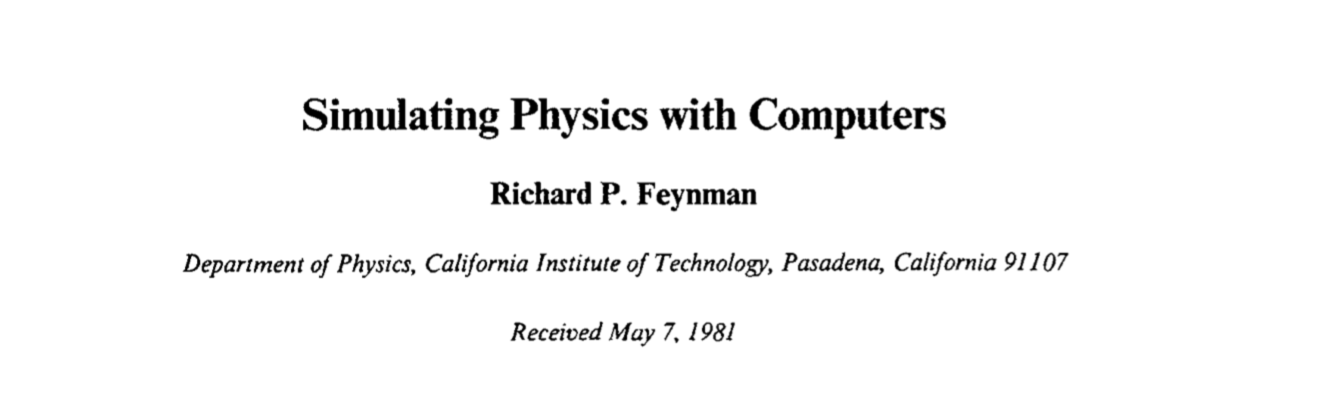 Simulating Physics with Computers
Richard P. Feynman
Department of Physics, California Institute of Technology, Pasadena, California 91107
Received May 7, 1981